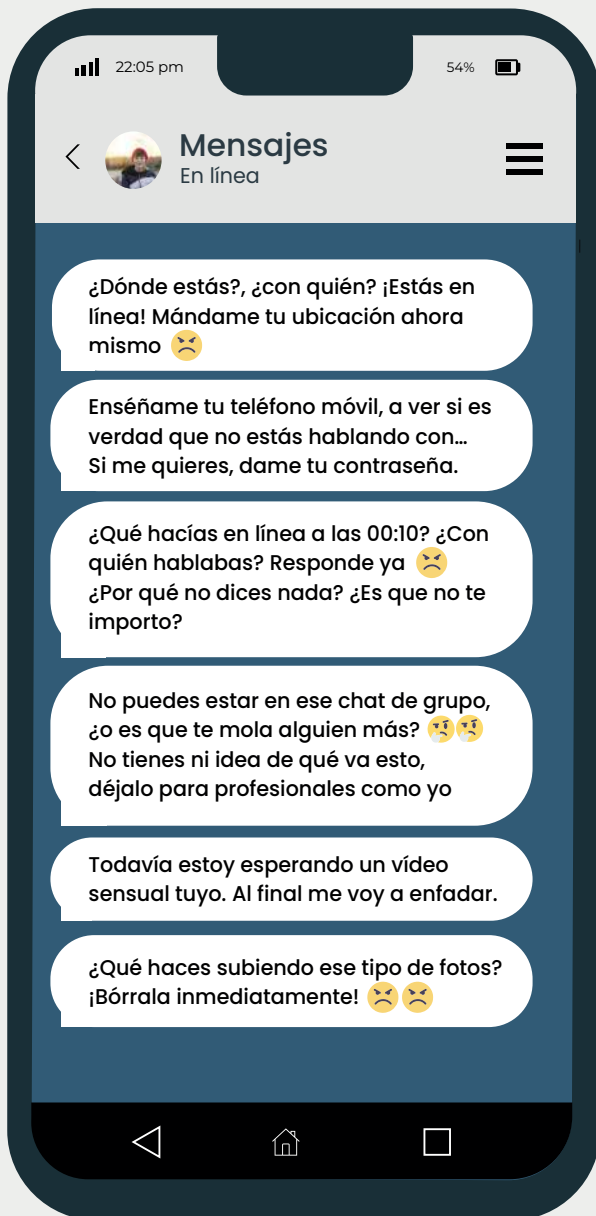 22:05 pm
54%
Mensajes
En línea
¿Dónde estás?, ¿con quién? ¡Estás en
línea! Mándame tu ubicación ahora
mismo 😠
Enséñame tu teléfono móvil, a ver si es
verdad que no estás hablando con...
Si me quieres, dame tu contraseña.
¿Qué hacías en línea a las 00:10? ¿Con
quién hablabas? Responde ya 😠
¿Por qué no dices nada? ¿Es que no te
importo?
No puedes estar en ese chat de grupo,
¿o es que te mola alguien más? 🤔🤔
No tienes ni idea de qué va esto,
déjalo para profesionales como yo
Todavía estoy esperando un vídeo
sensual tuyo. Al final me voy a enfadar.
¿Qué haces subiendo ese tipo de fotos?
¡Bórrala inmediatamente! 😠😠